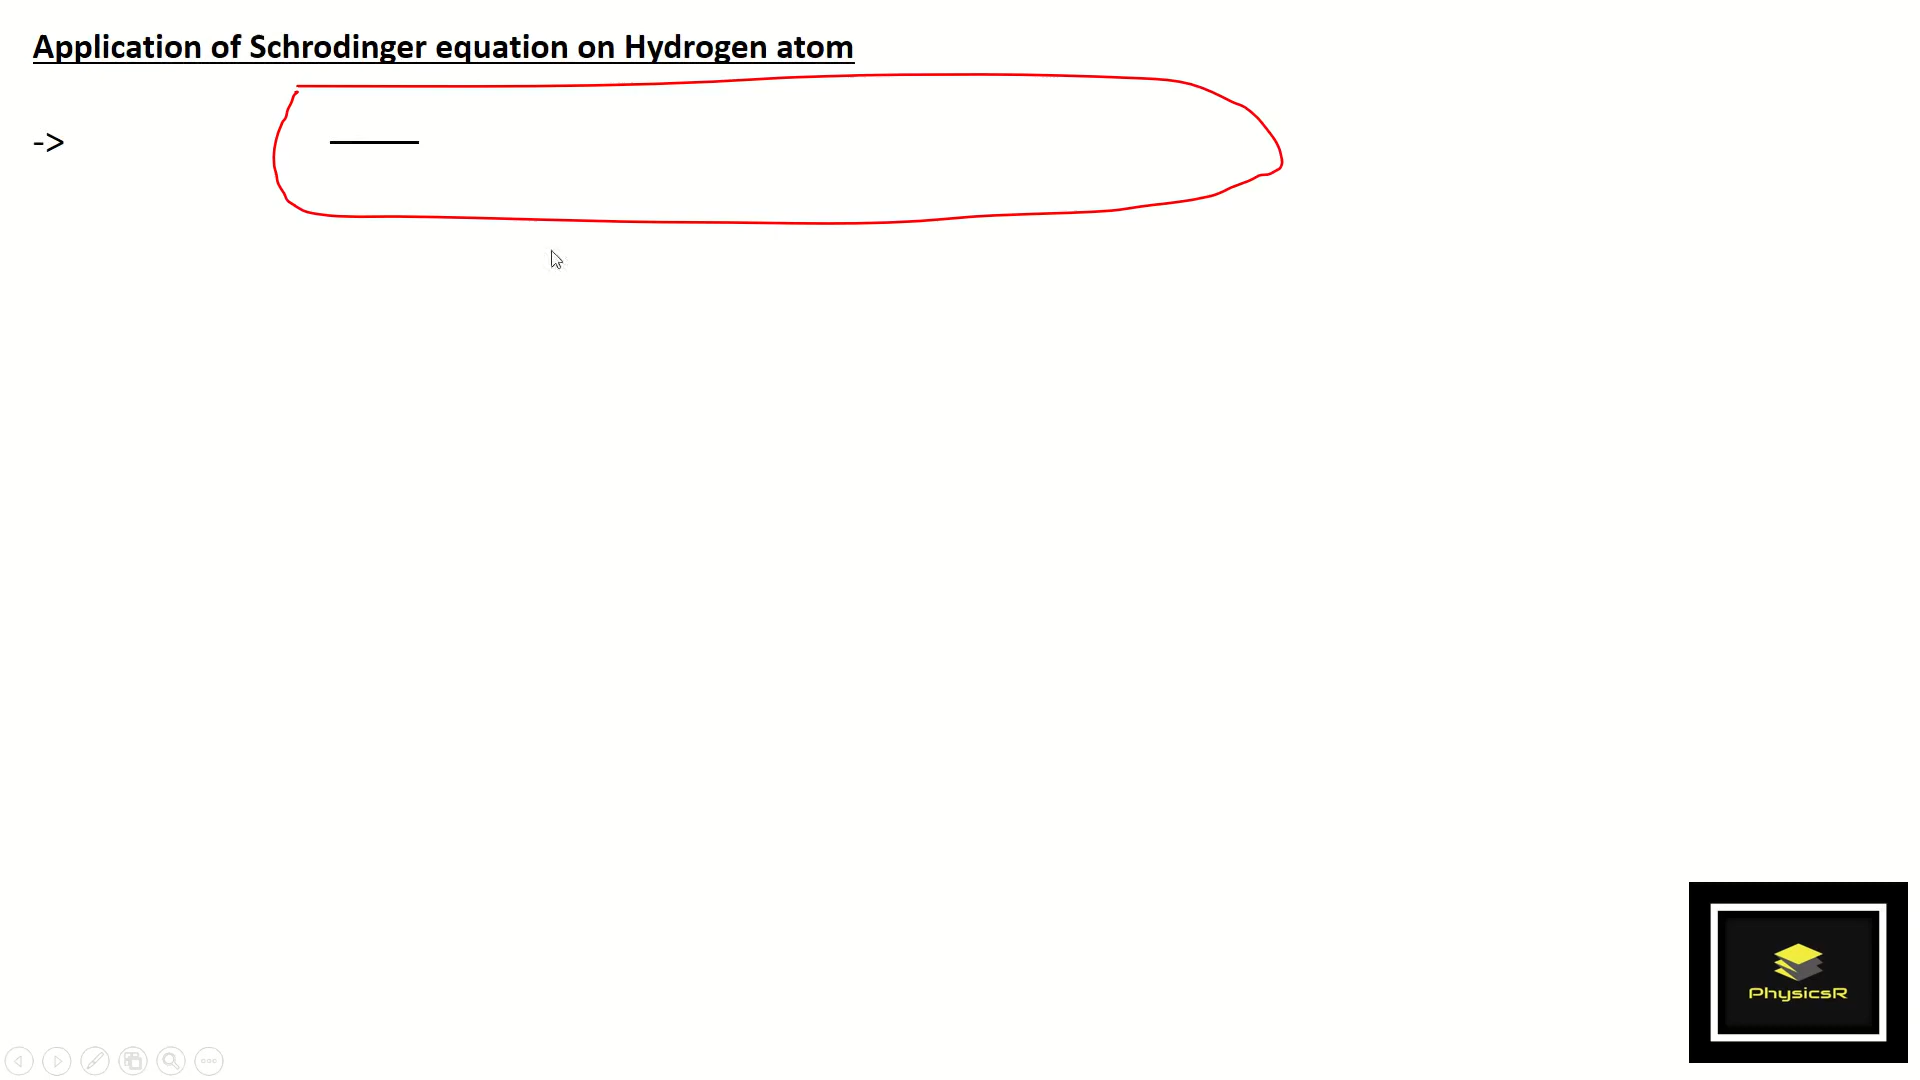 Application of Schrodinger equation on Hydrogen atom
->
PhysicsR